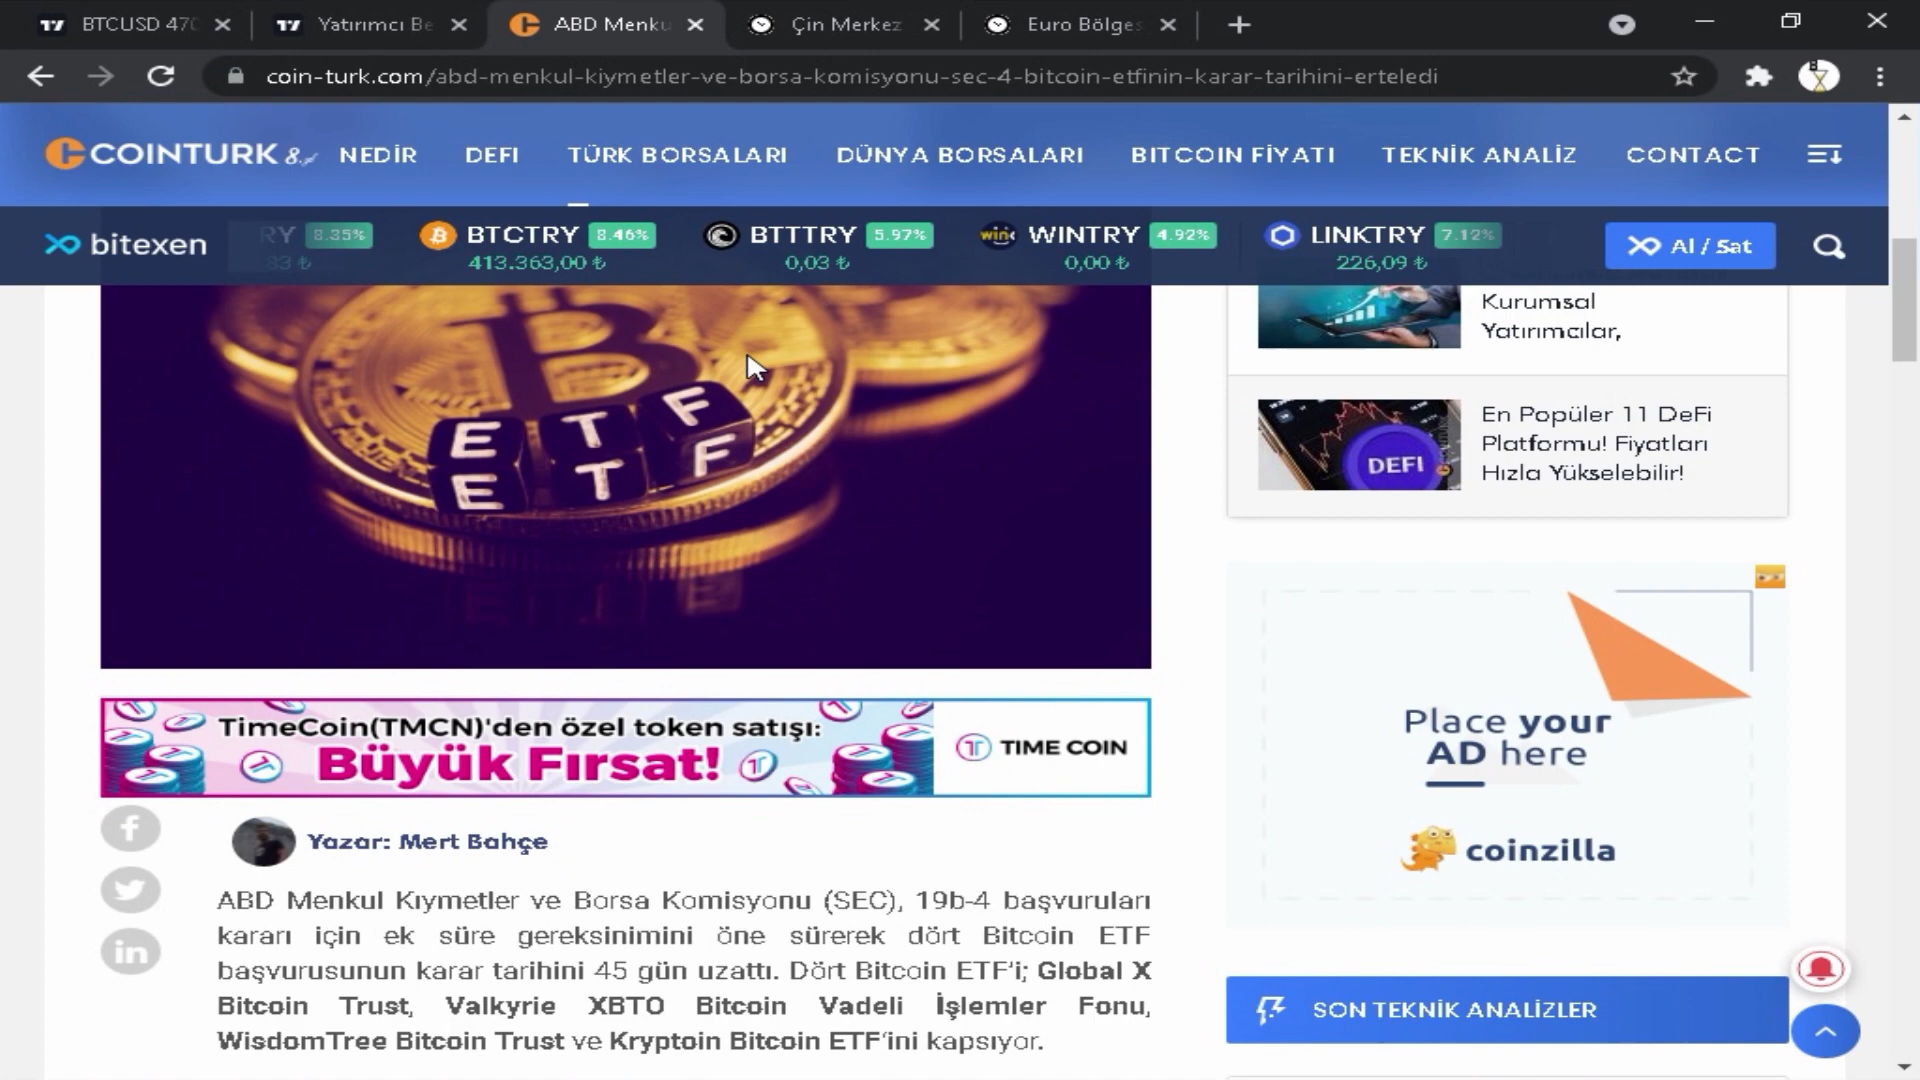 BTCUSD 470
Yatırımcı Be
ABD Menku
Çin Merkez
Euro Bölges
coin-turk.com/abd-menkul-kiymetler-ve-borsa-komisyonu-sec-4-bitcoin-etfinin-karar-tarihini-erteledi
COINTURK
NEDİR
DEFI
TÜRK BORSALARI
DÜNYA BORSALARI
BITCOIN FİYATI
TEKNİK ANALİZ
CONTACT
bitexen
RY 8.35%
83 ₺
BTCTRY 8.46%
413.363,00 ₺
BTTTRY 5.97%
0,03 ₺
WINTRY 4.92%
0,00 ₺
LINKTRY 7.12%
226,09 ₺
Al / Sat
E T F
E T F
Kurumsal
Yatırımcılar,
DEFI
En Popüler 11 DeFi
Platformu! Fiyatları
Hızla Yükselebilir!
TimeCoin(TMCN)'den özel token satışı:
Büyük Fırsat!
TIME COIN
Place your
AD here
coinzilla
Yazar: Mert Bahçe
ABD Menkul Kıymetler ve Borsa Komisyonu (SEC), 19b-4 başvuruları
kararı için ek süre gereksinimini öne sürerek dört Bitcoin ETF
başvurusunun karar tarihini 45 gün uzattı. Dört Bitcoin ETF'i; Global X
Bitcoin Trust, Valkyrie XBTO Bitcoin Vadeli İşlemler Fonu,
WisdomTree Bitcoin Trust ve Kryptoin Bitcoin ETF'ini kapsıyor.
SON TEKNİK ANALİZLER